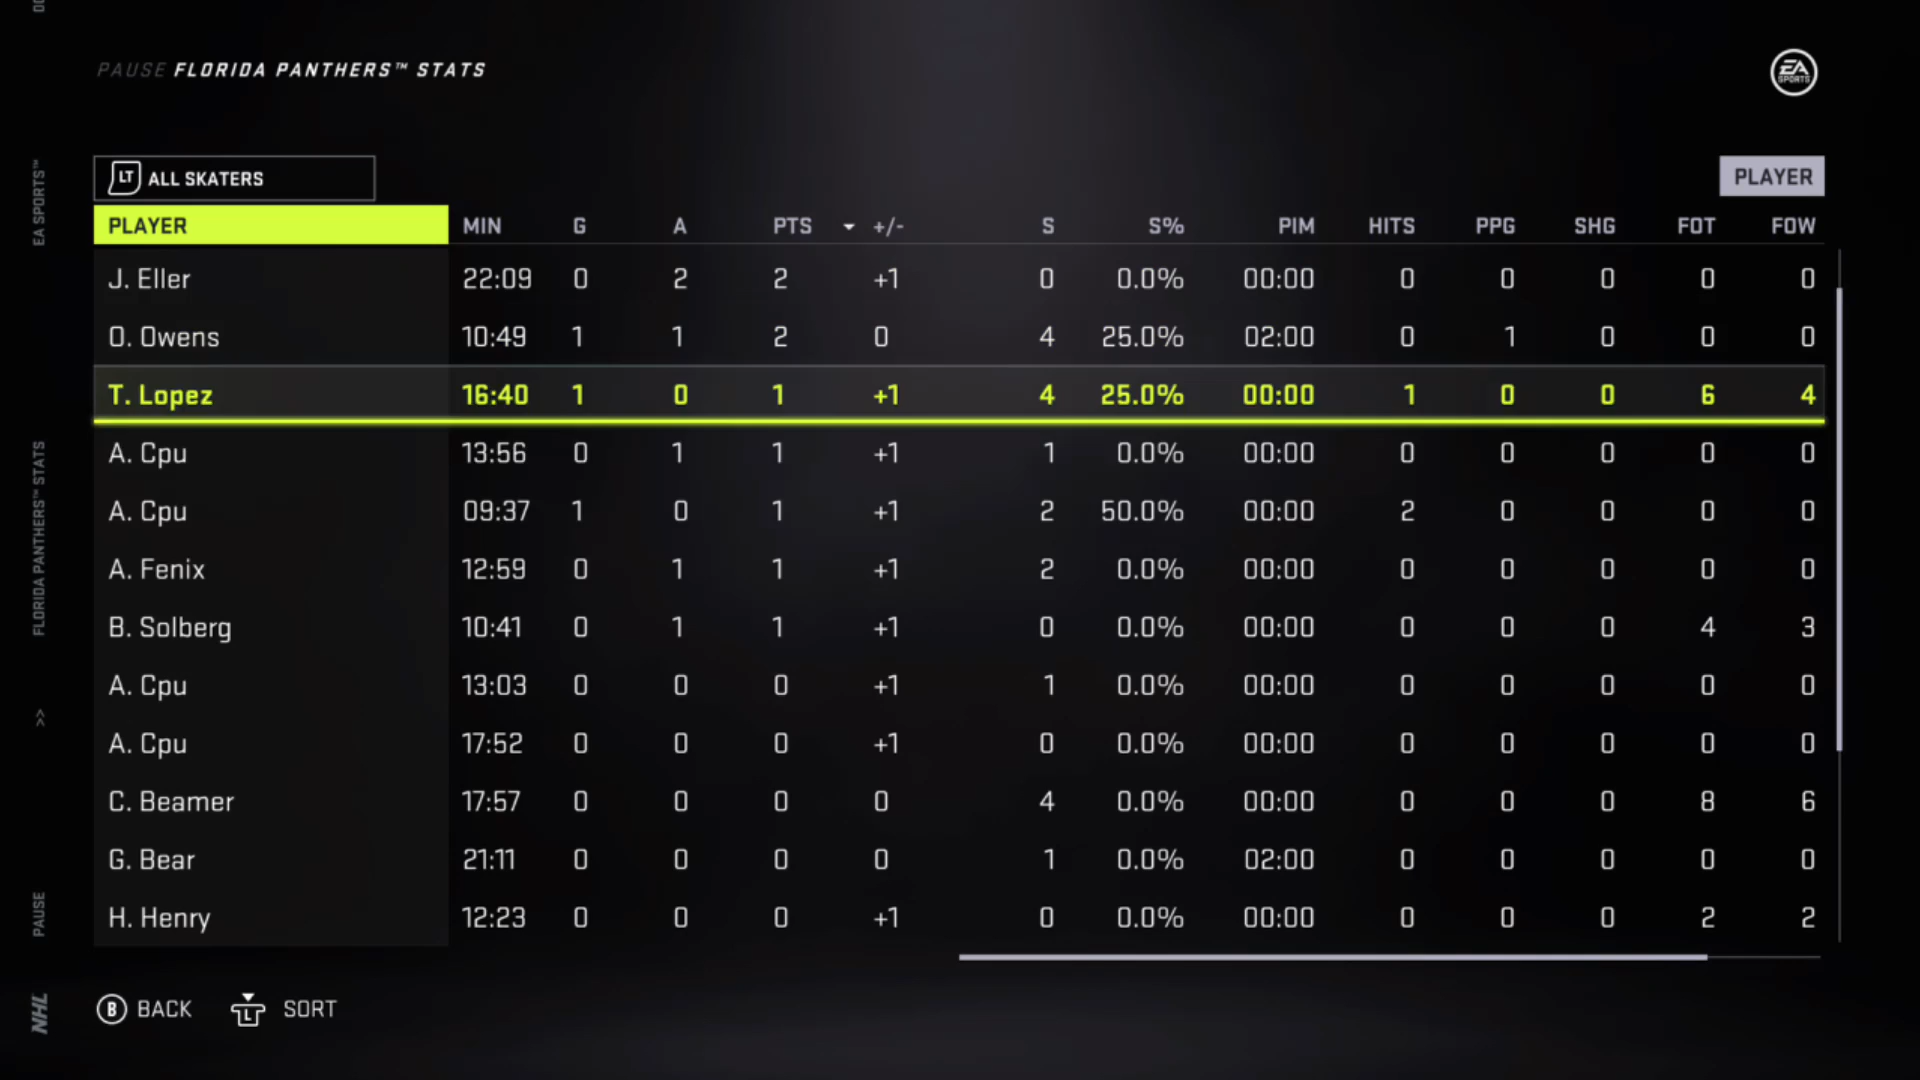 PAUSE FLORIDA PANTHERS™ STATS
EA SPORTS
LT ALL SKATERS
PLAYER
PLAYER MIN G A PTS +/- S S% PIM HITS PPG SHG FOT FOW
J. Eller 22:09 0 2 2 +1 0 0.0% 00:00 0 0 0 0 0
O. Owens 10:49 1 1 2 0 4 25.0% 02:00 0 1 0 0 0
T. Lopez 16:40 1 0 1 +1 4 25.0% 00:00 1 0 0 6 4
A. Cpu 13:56 0 1 1 +1 1 0.0% 00:00 0 0 0 0 0
A. Cpu 09:37 1 0 1 +1 2 50.0% 00:00 2 0 0 0 0
A. Fenix 12:59 0 1 1 +1 2 0.0% 00:00 0 0 0 0 0
B. Solberg 10:41 0 1 1 +1 0 0.0% 00:00 0 0 0 4 3
A. Cpu 13:03 0 0 0 +1 1 0.0% 00:00 0 0 0 0 0
A. Cpu 17:52 0 0 0 +1 0 0.0% 00:00 0 0 0 0 0
C. Beamer 17:57 0 0 0 0 4 0.0% 00:00 0 0 0 8 6
G. Bear 21:11 0 0 0 0 1 0.0% 02:00 0 0 0 0 0
H. Henry 12:23 0 0 0 +1 0 0.0% 00:00 0 0 0 2 2
B BACK L SORT
NHL
PAUSE
>>
FLORIDA PANTHERS™ STATS
EA SPORTS™